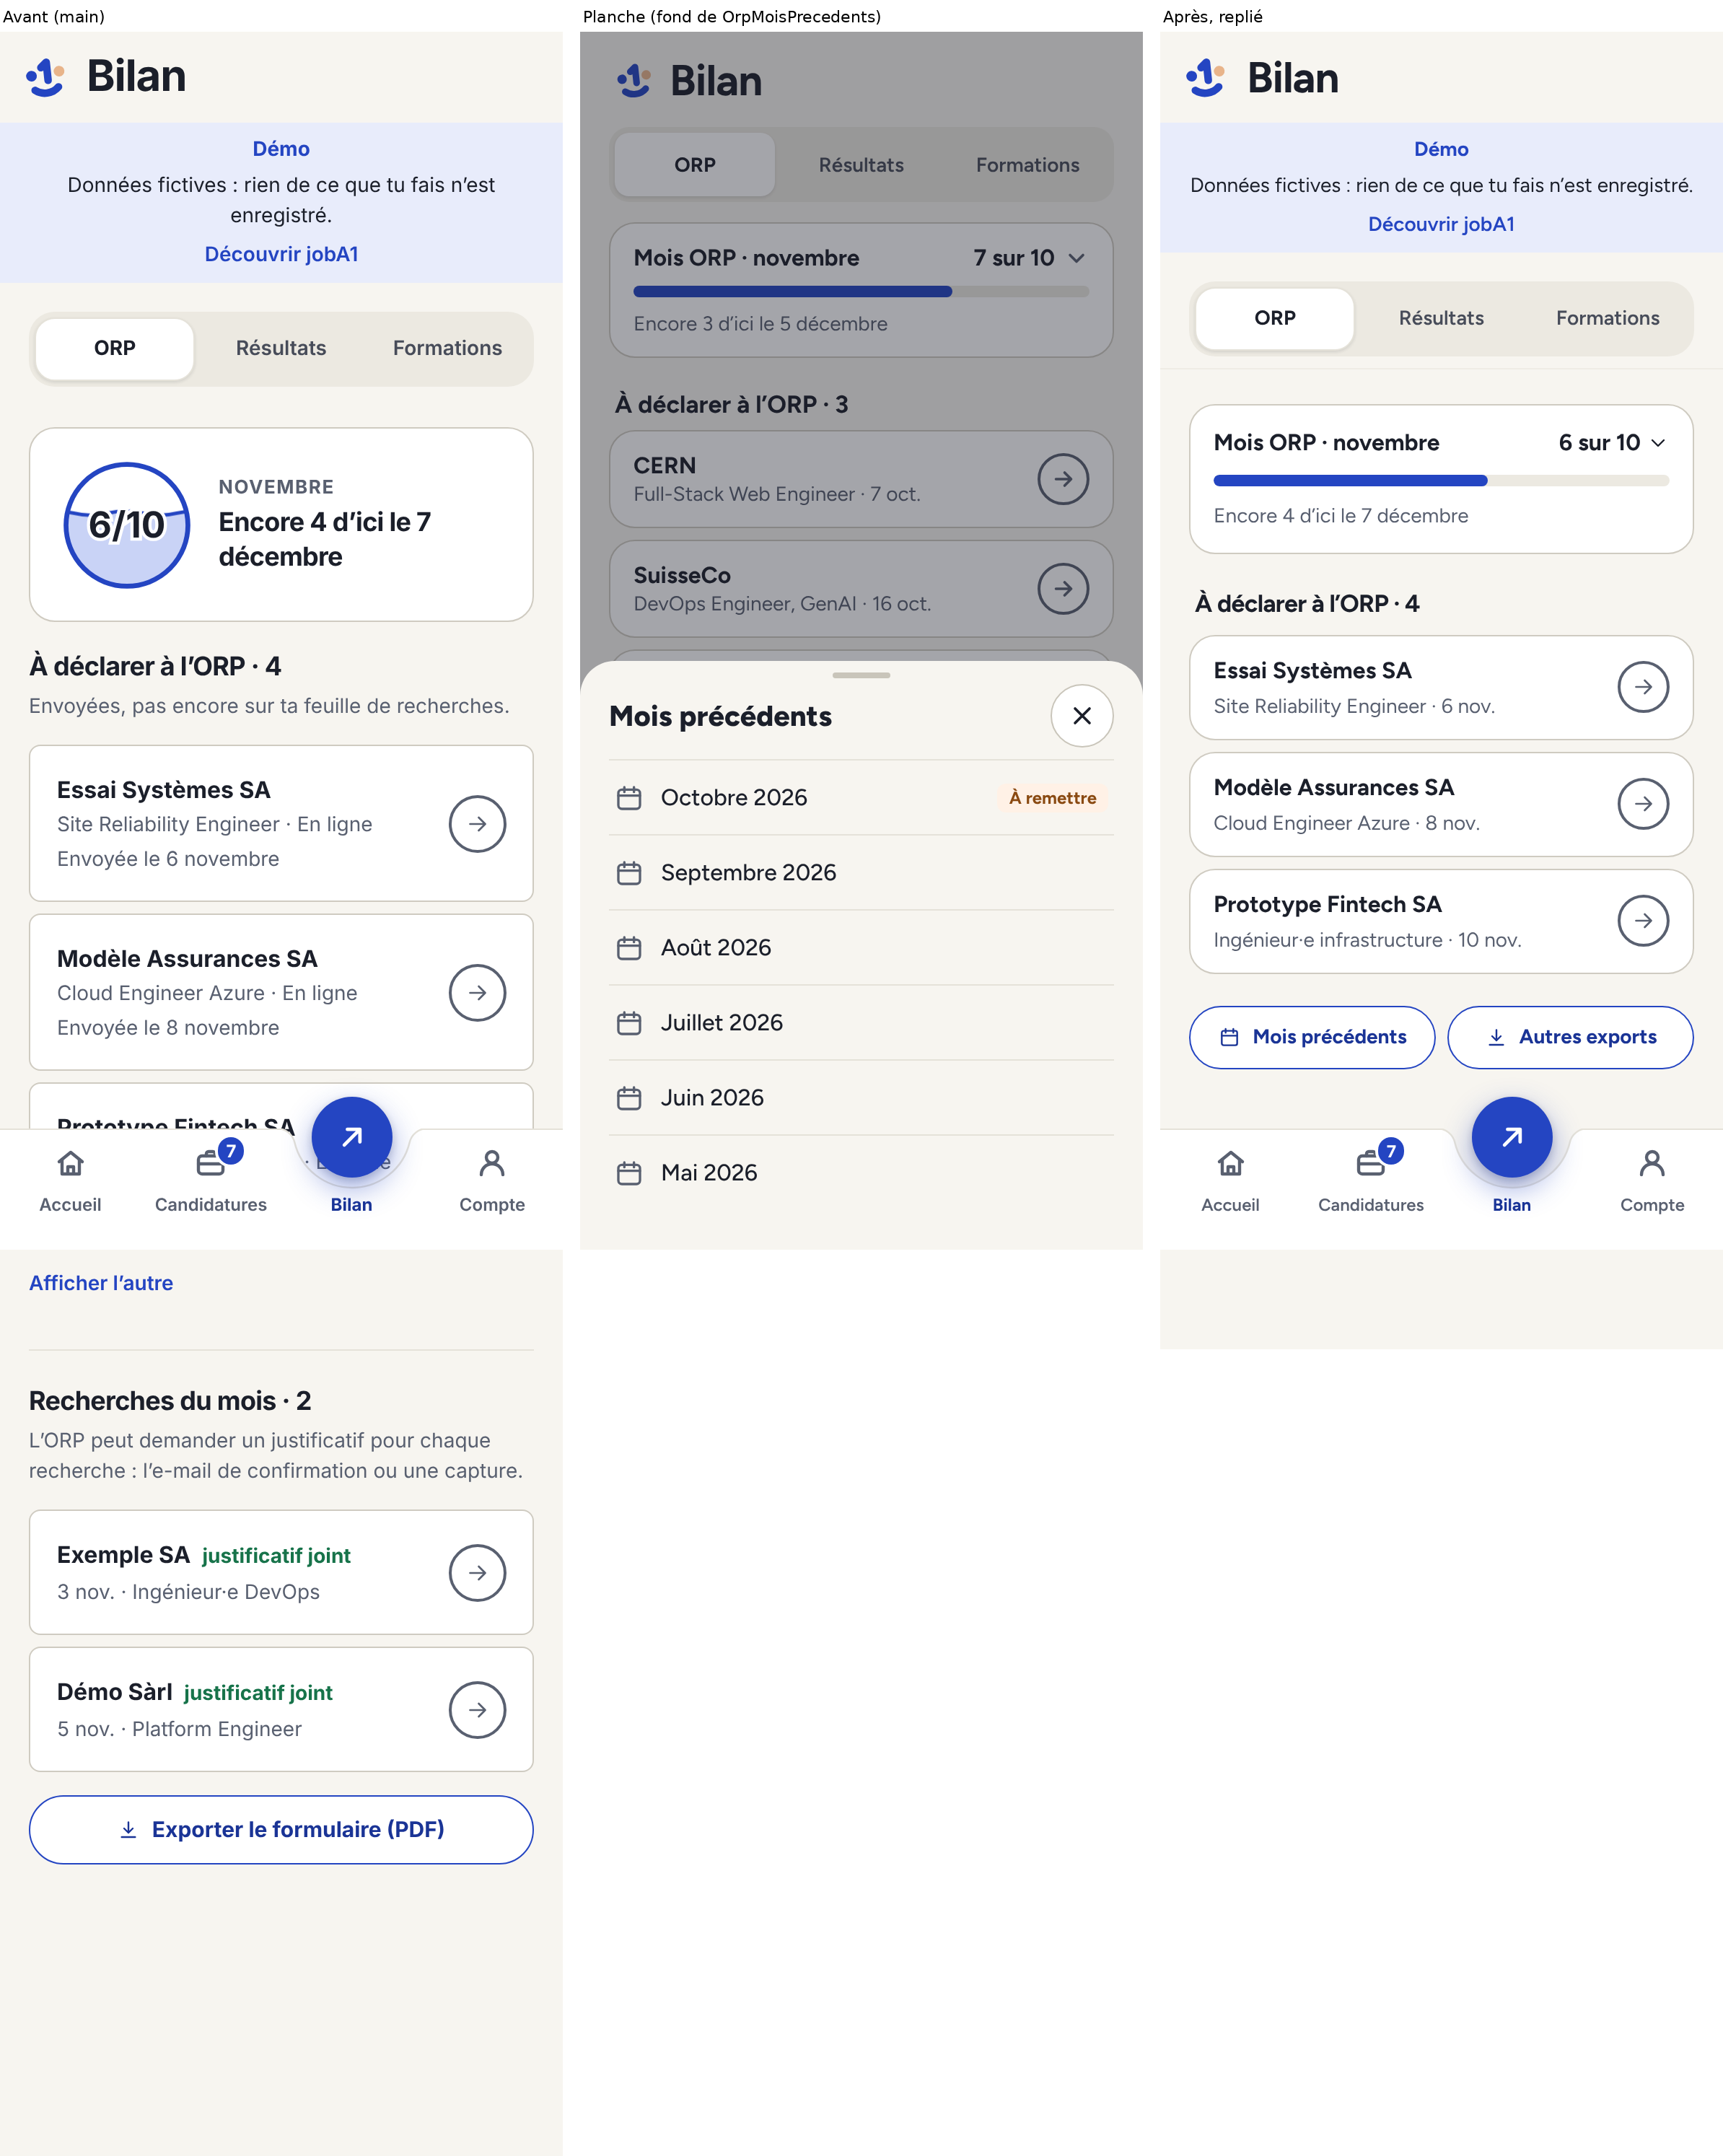 Avant (main)
Bilan
Démo
Données fictives : rien de ce que tu fais n’est
enregistré.
Découvrir jobA1
ORP
Résultats
Formations
6/10
NOVEMBRE
Encore 4 d’ici le 7
décembre
À déclarer à l’ORP · 4
Envoyées, pas encore sur ta feuille de recherches.
Essai Systèmes SA
Site Reliability Engineer · En ligne
Envoyée le 6 novembre
Modèle Assurances SA
Cloud Engineer Azure · En ligne
Envoyée le 8 novembre
Prototype Fintech SA
7
Accueil
Candidatures
Bilan
Compte
Afficher l’autre
Recherches du mois · 2
L’ORP peut demander un justificatif pour chaque
recherche : l’e-mail de confirmation ou une capture.
Exemple SA justificatif joint
3 nov. · Ingénieur·e DevOps
Démo Sàrl justificatif joint
5 nov. · Platform Engineer
Exporter le formulaire (PDF)
Planche (fond de OrpMoisPrecedents)
Bilan
ORP
Résultats
Formations
Mois ORP · novembre
7 sur 10
Encore 3 d’ici le 5 décembre
À déclarer à l’ORP · 3
CERN
Full-Stack Web Engineer · 7 oct.
SuisseCo
DevOps Engineer, GenAI · 16 oct.
Mois précédents
Octobre 2026
À remettre
Septembre 2026
Août 2026
Juillet 2026
Juin 2026
Mai 2026
Après, replié
Bilan
Démo
Données fictives : rien de ce que tu fais n’est enregistré.
Découvrir jobA1
ORP
Résultats
Formations
Mois ORP · novembre
6 sur 10
Encore 4 d’ici le 7 décembre
À déclarer à l’ORP · 4
Essai Systèmes SA
Site Reliability Engineer · 6 nov.
Modèle Assurances SA
Cloud Engineer Azure · 8 nov.
Prototype Fintech SA
Ingénieur·e infrastructure · 10 nov.
Mois précédents
Autres exports
7
Accueil
Candidatures
Bilan
Compte